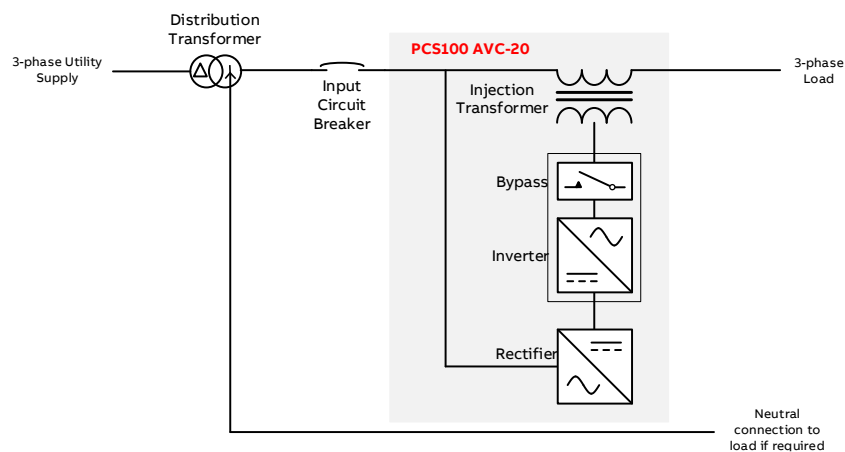 Distribution
Transformer
PCS100 AVC-20
3-phase Utility
Supply
3-phase
Load
Input
Circuit
Breaker
Injection
Transformer
Bypass
Inverter
Rectifier
Neutral
connection to
load if required